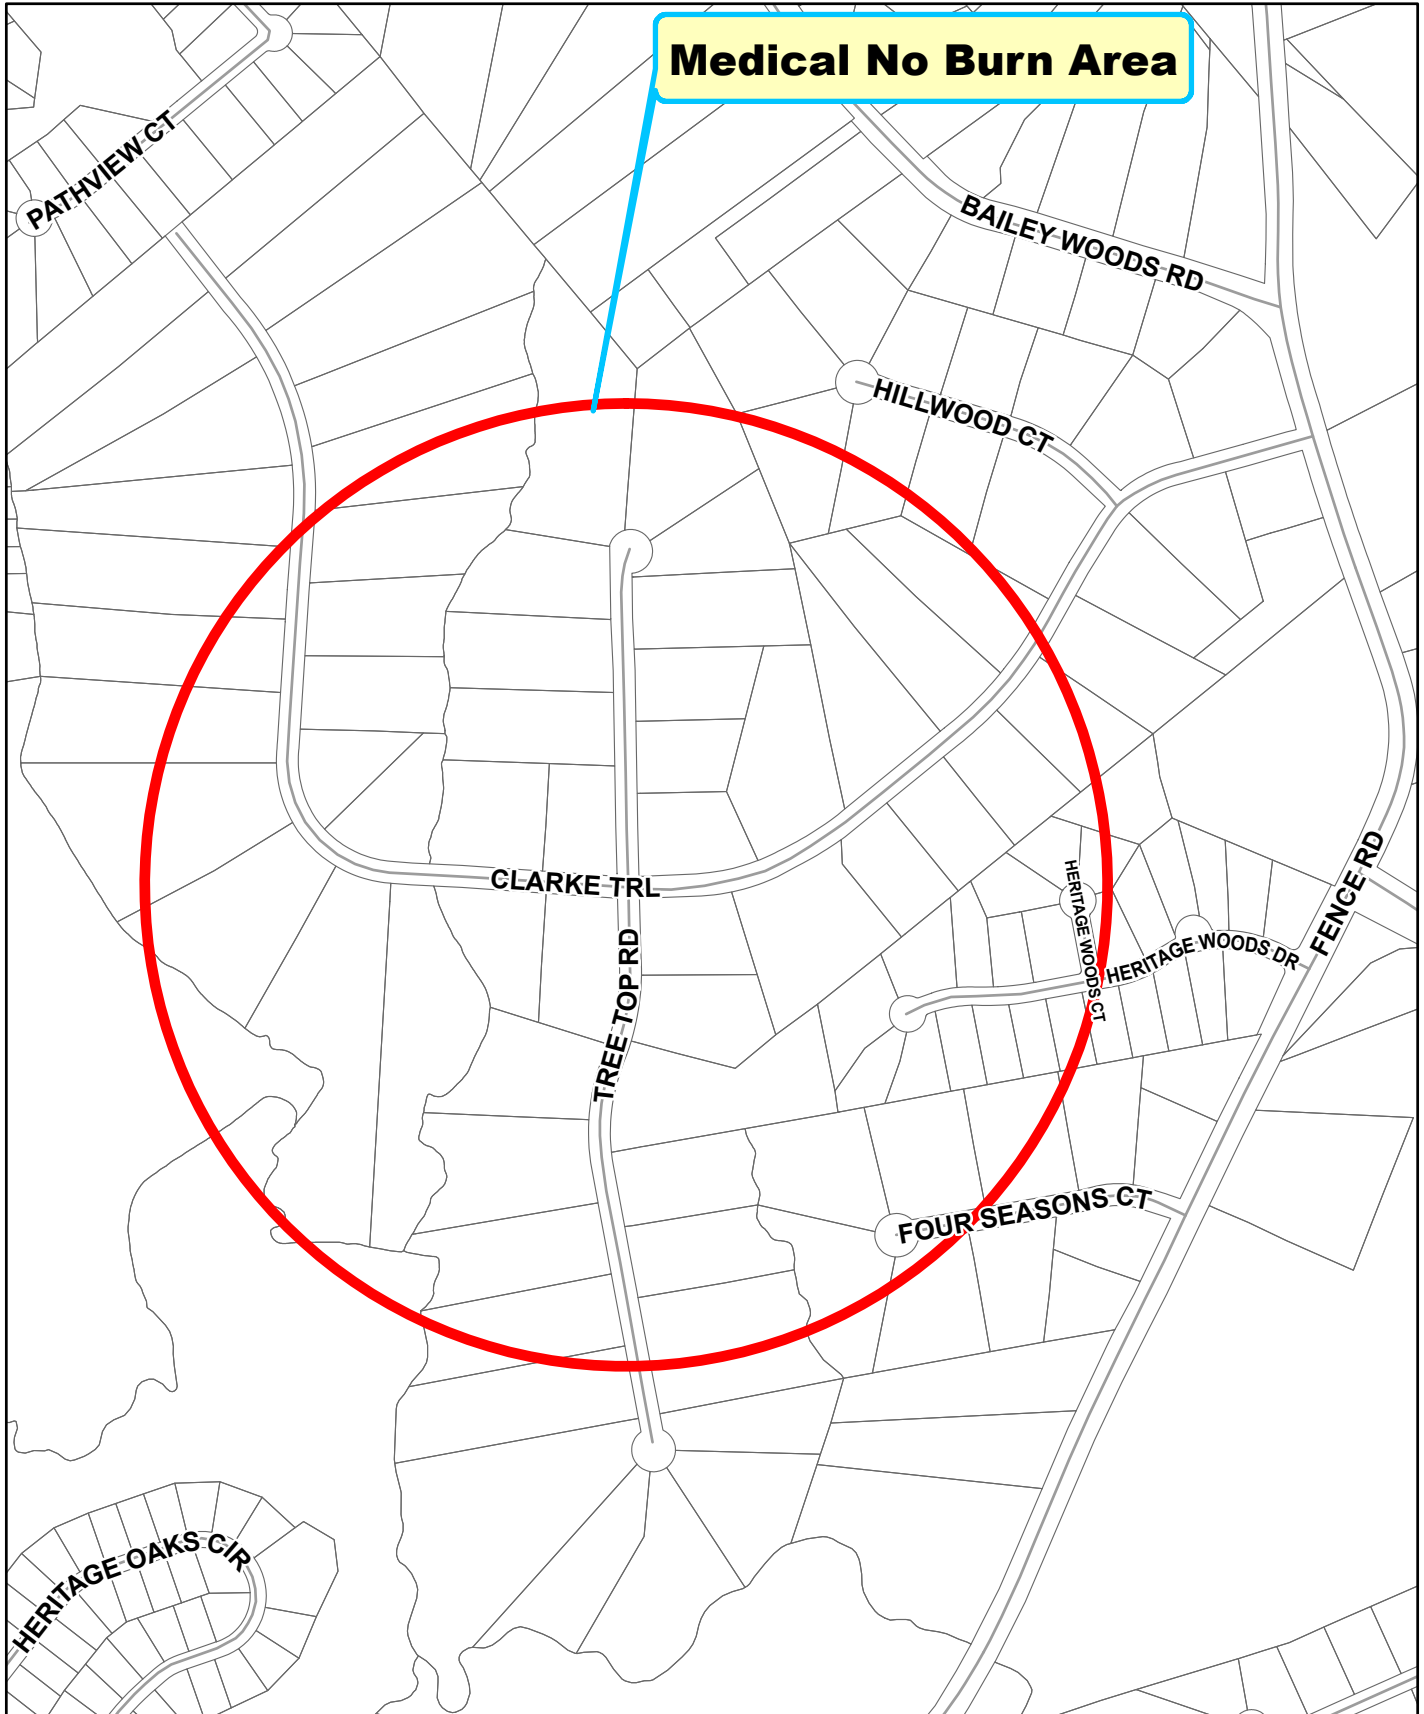 Medical No Burn Area
PATHVIEW CT
BAILEY WOODS RD
HILLWOOD CT
CLARKE TRL
HERITAGE WOODS CT
FENCE RD
HERITAGE WOODS DR
TREE TOP RD
FOUR SEASONS CT
HERITAGE OAKS CIR